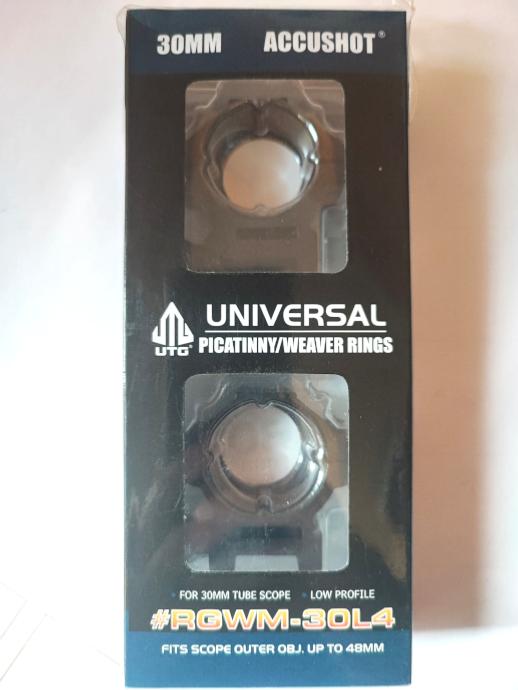 30MM ACCUSHOT®
UNIVERSAL
UTG® PICATINNY/WEAVER RINGS
• FOR 30MM TUBE SCOPE • LOW PROFILE
#RGWM-30L4
FITS SCOPE OUTER OBJ. UP TO 48MM